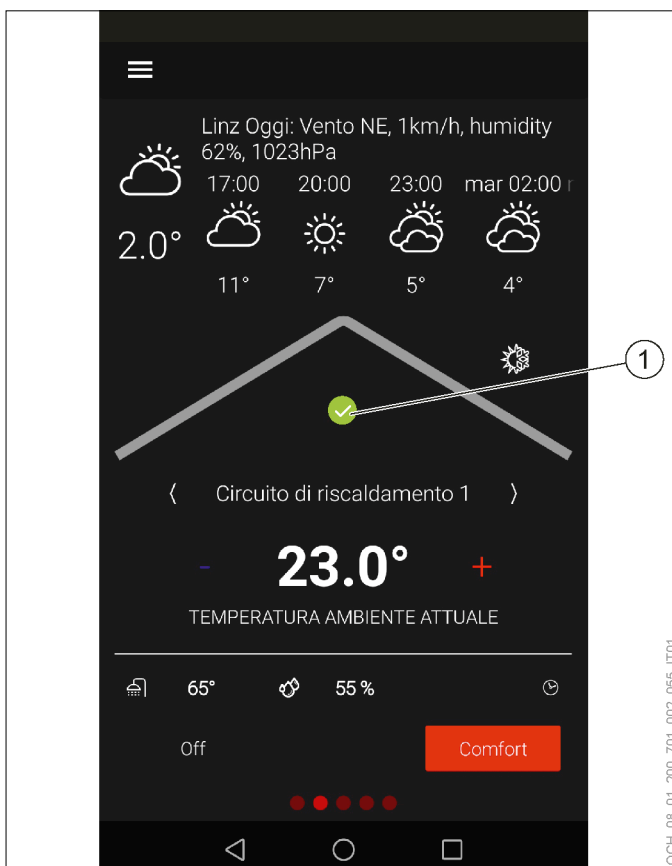 Linz Oggi: Vento NE, 1km/h, humidity
62%, 1023hPa
17:00 20:00 23:00 mar 02:00
2.0°
11° 7° 5° 4°
1
Circuito di riscaldamento 1
- 23.0° +
TEMPERATURA AMBIENTE ATTUALE
65° 55 %
Off Comfort